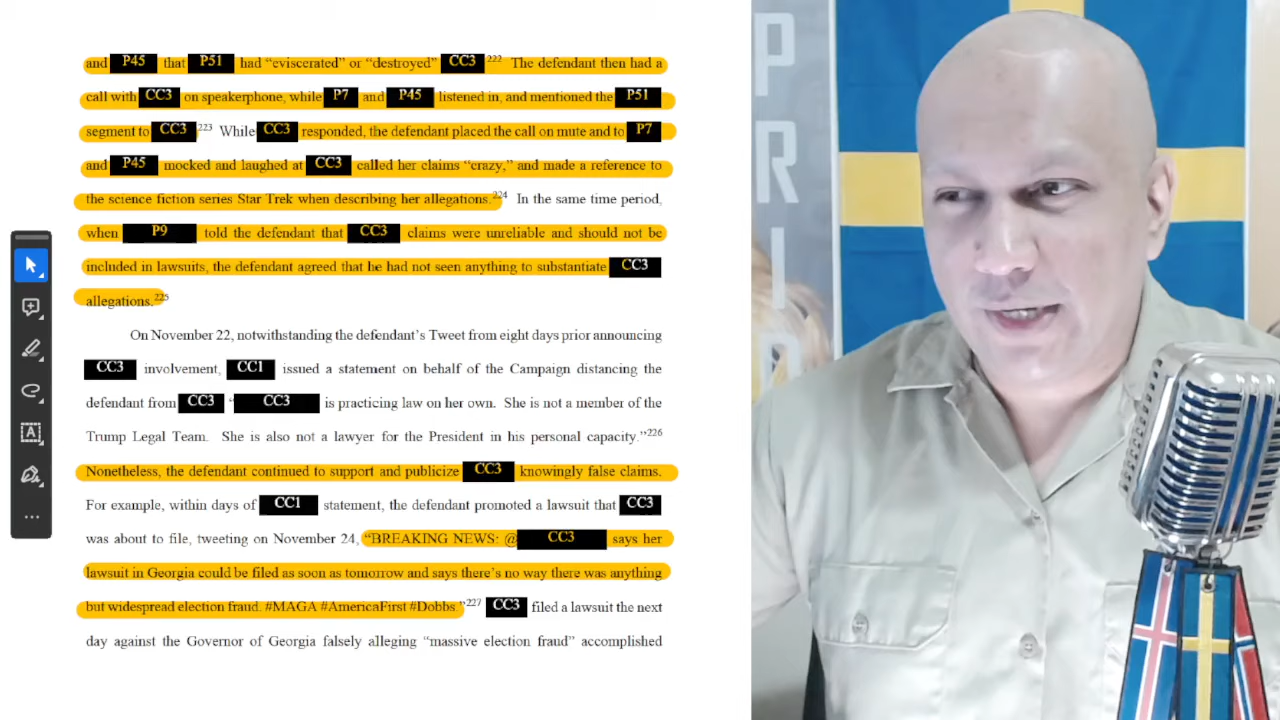 and P45 that P51 had “eviscerated” or “destroyed” CC3 222 The defendant then had a
call with CC3 on speakerphone, while P7 and P45 listened in, and mentioned the P51
segment to CC3 223 While CC3 responded, the defendant placed the call on mute and to P7
and P45 mocked and laughed at CC3 called her claims “crazy,” and made a reference to
the science fiction series Star Trek when describing her allegations.224 In the same time period,
when P9 told the defendant that CC3 claims were unreliable and should not be
included in lawsuits, the defendant agreed that he had not seen anything to substantiate CC3
allegations.225
On November 22, notwithstanding the defendant’s Tweet from eight days prior announcing
CC3 involvement, CC1 issued a statement on behalf of the Campaign distancing the
defendant from CC3 “ CC3 is practicing law on her own. She is not a member of the
Trump Legal Team. She is also not a lawyer for the President in his personal capacity.”226
Nonetheless, the defendant continued to support and publicize CC3 knowingly false claims.
For example, within days of CC1 statement, the defendant promoted a lawsuit that CC3
was about to file, tweeting on November 24, “BREAKING NEWS: @ CC3 says her
lawsuit in Georgia could be filed as soon as tomorrow and says there’s no way there was anything
but widespread election fraud. #MAGA #AmericaFirst #Dobbs.”227 CC3 filed a lawsuit the next
day against the Governor of Georgia falsely alleging “massive election fraud” accomplished
P
R
I